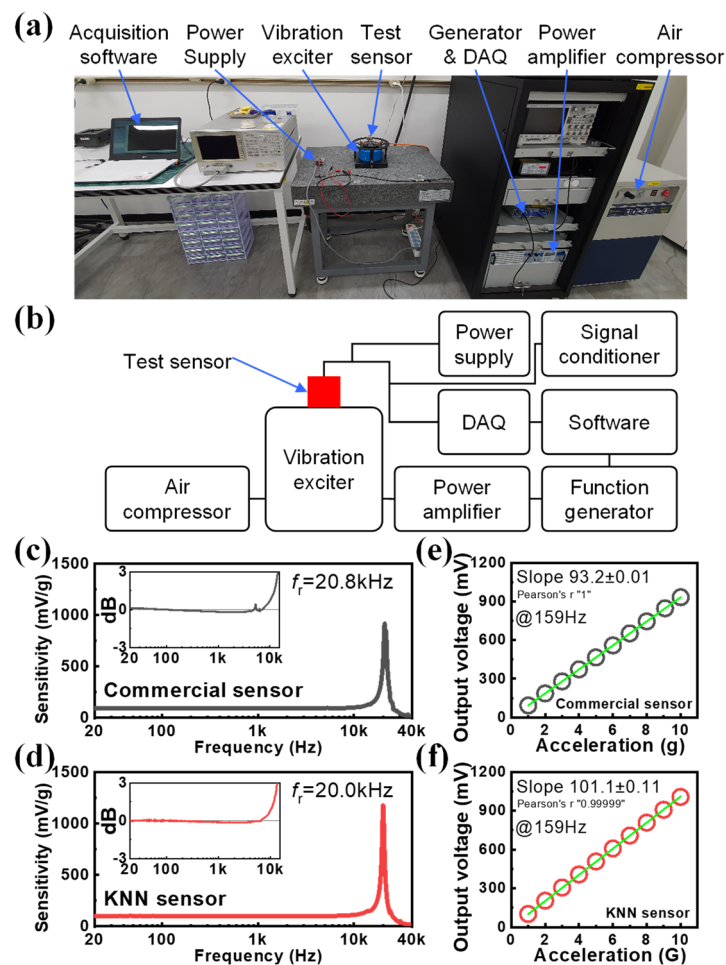 (a)
Acquisition software
Power Supply
Vibration exciter
Test sensor
Generator & DAQ
Power amplifier
Air compressor
(b)
Test sensor
Power supply
Signal conditioner
DAQ
Software
Vibration exciter
Air compressor
Power amplifier
Function generator
(c)
Sensitivity (mV/g)
1500
1000
500
0
dB
3
0
-3
20
100
1k
10k
fr=20.8kHz
Commercial sensor
20
100
1k
10k
40k
Frequency (Hz)
(e)
Output voltage (mV)
1200
900
600
300
0
Slope 93.2±0.01
Pearson's r "1"
@159Hz
Commercial sensor
0
2
4
6
8
10
Acceleration (g)
(d)
Sensitivity (mV/g)
1500
1000
500
0
dB
3
0
-3
20
100
1k
10k
fr=20.0kHz
KNN sensor
20
100
1k
10k
40k
Frequency (Hz)
(f)
Output voltage (mV)
1200
900
600
300
0
Slope 101.1±0.11
Pearson's r "0.99999"
@159Hz
KNN sensor
0
2
4
6
8
10
Acceleration (G)